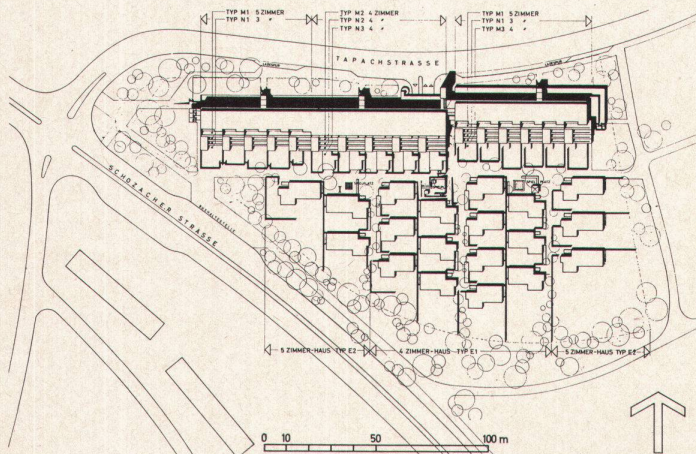 TYP M1 5 ZIMMER
TYP N1 3 "
TYP M2 4 ZIMMER
TYP N2 4 "
TYP N3 4 "
TYP M1 5 ZIMMER
TYP N1 3 "
TYP M3 4 "
TAPACHSTRASSE
SCHOZACHER STRASSE
5 ZIMMER-HAUS TYP E2
4 ZIMMER-HAUS TYP E1
5 ZIMMER-HAUS TYP E2
0 10 50 100 m